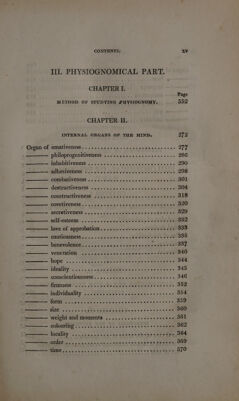 CONTENTS. xv
III. PHYSIOGNOMICAL PART.
CHAPTER I.
Page
METHOD OF STUDYING PHYSIOGNOMY. 552
CHAPTER II.
INTERNAL ORGANS OF THE MIND. 272
Organ of amativeness 277
——— philoprogenitiveness 286
——— inhabitiveness 290
——— adhesiveness 298
——— combativeness 301
——— destructiveness 304
——— constructiveness 318
——— covetiveness 320
——— secretiveness 329
——— self-esteem 332
——— love of approbation 333
——— cautiousness 335
——— benevolence 337
——— veneration 340
——— hope 344
——— ideality 345
——— conscientiousness 346
——— firmness 352
——— individuality 354
——— form 359
——— size 360
——— weight and momenta 361
——— colouring 362
——— locality 364
——— order 369
——— time 370